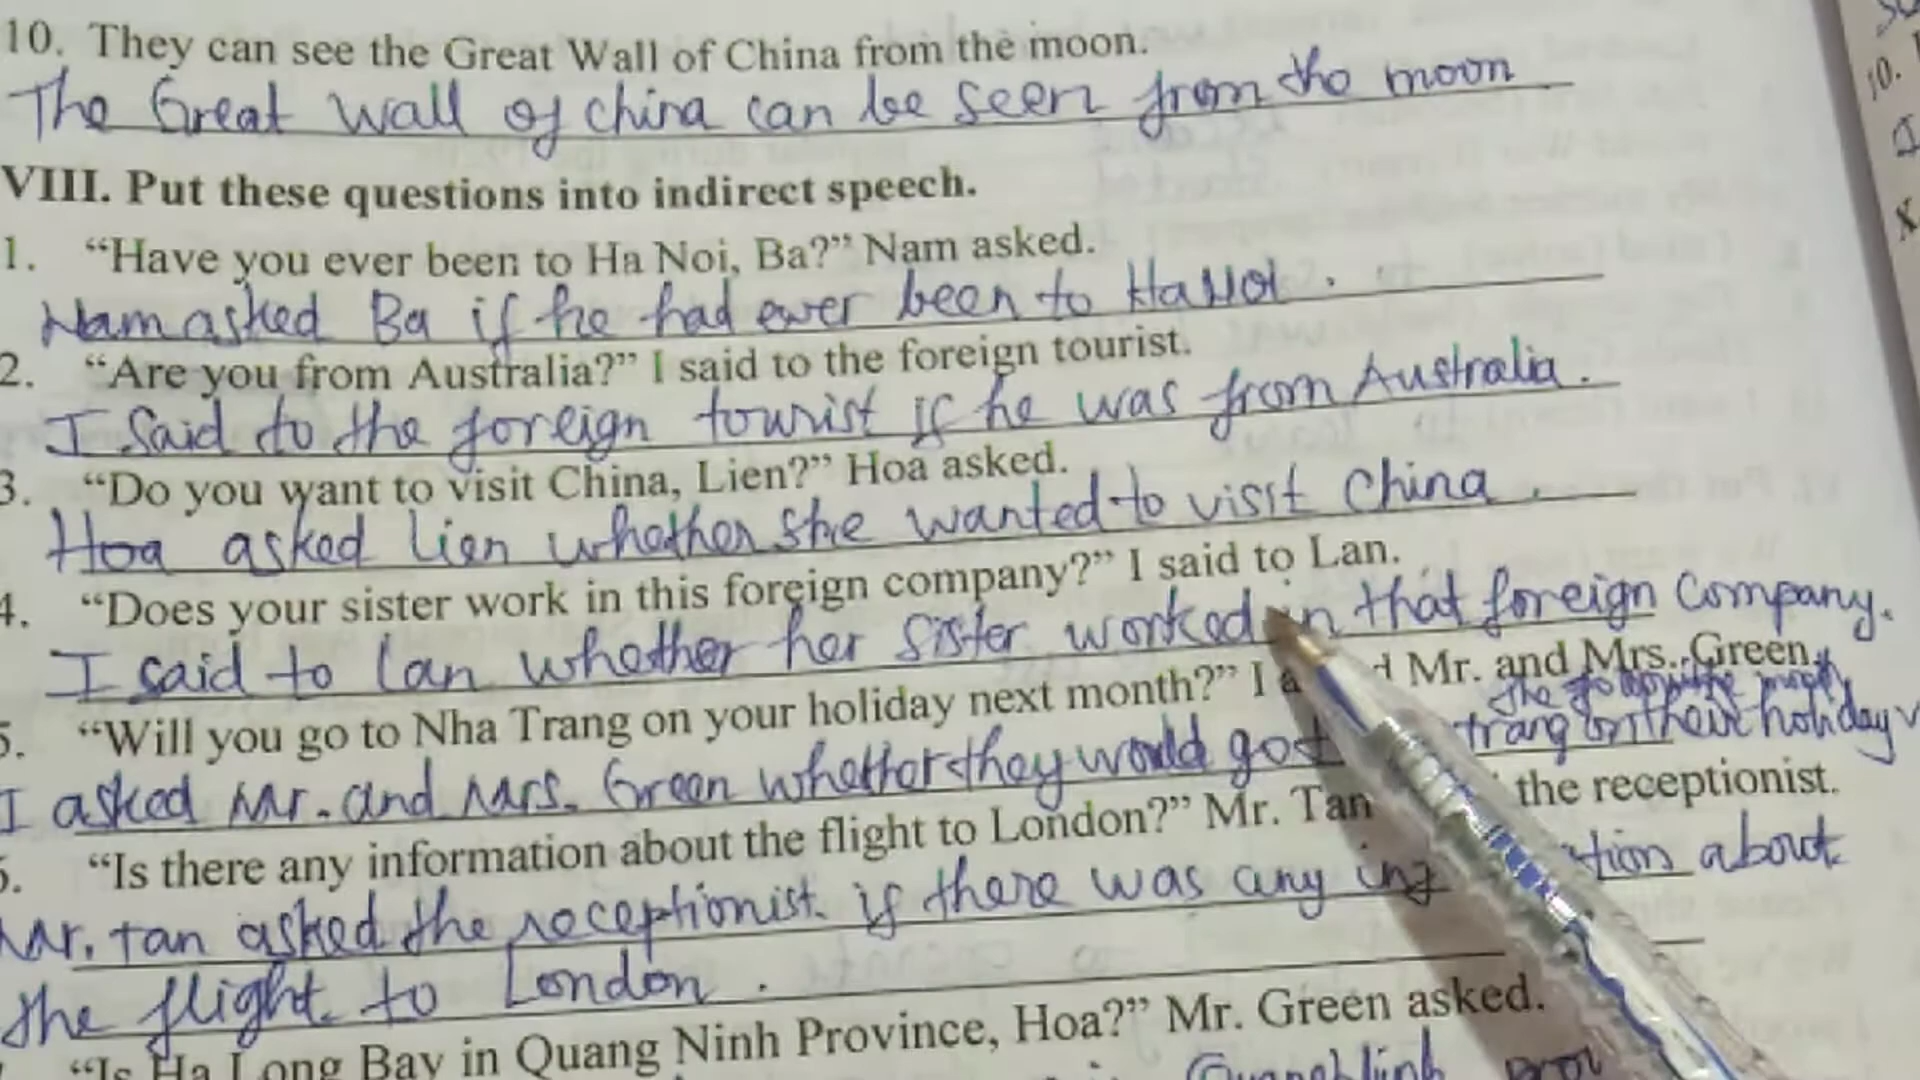 10. They can see the Great Wall of China from the moon.
The Great wall of china can be seen from the moon
VIII. Put these questions into indirect speech.
1. “Have you ever been to Ha Noi, Ba?” Nam asked.
Nam asked Ba if he had ever been to HaNoi.
2. “Are you from Australia?” I said to the foreign tourist.
I said to the foreign tourist if he was from Australia.
3. “Do you want to visit China, Lien?” Hoa asked.
Hoa asked lien whether she wanted to visit China.
4. “Does your sister work in this foreign company?” I said to Lan.
I said to lan whether her sister worked in that foreign company.
5. “Will you go to Nha Trang on your holiday next month?” I Mr. and Mrs. Green.
the following month
I asked Mr. and Mrs. Green whether they would go trang on their holiday
6. “Is there any information about the flight to London?” Mr. Tan the receptionist.
Mr. tan asked the receptionist if there was any about
the flight to London.
“Is Ha Long Bay in Quang Ninh Province, Hoa?” Mr. Green asked.
10.